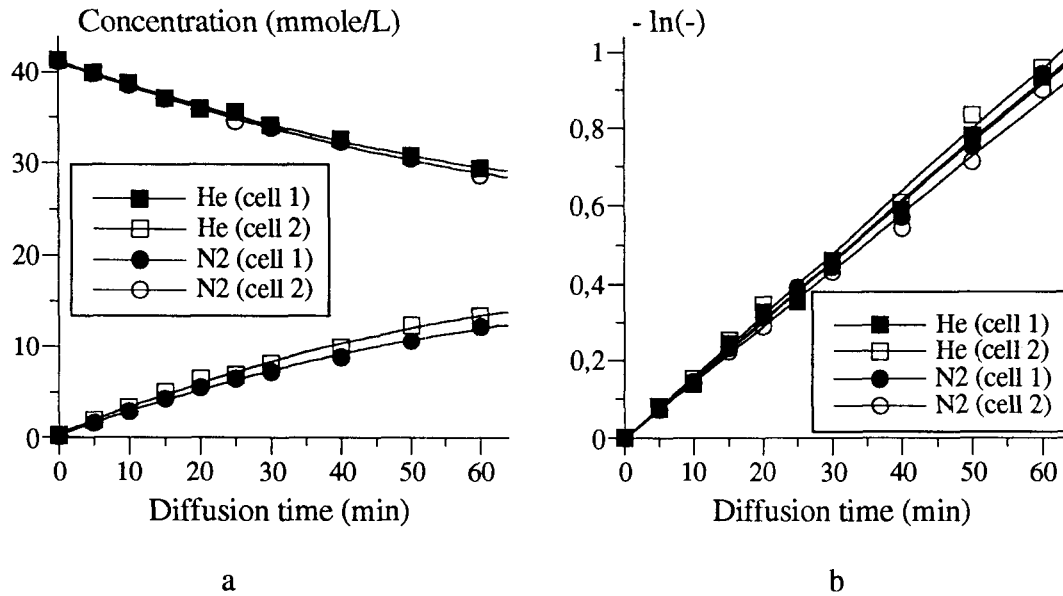 Concentration (mmole/L)
40
30
20
10
0
He (cell 1)
He (cell 2)
N2 (cell 1)
N2 (cell 2)
0 10 20 30 40 50 60
Diffusion time (min)
a
- ln(-)
1
0,8
0,6
0,4
0,2
0
He (cell 1)
He (cell 2)
N2 (cell 1)
N2 (cell 2)
0 10 20 30 40 50 60
Diffusion time (min)
b